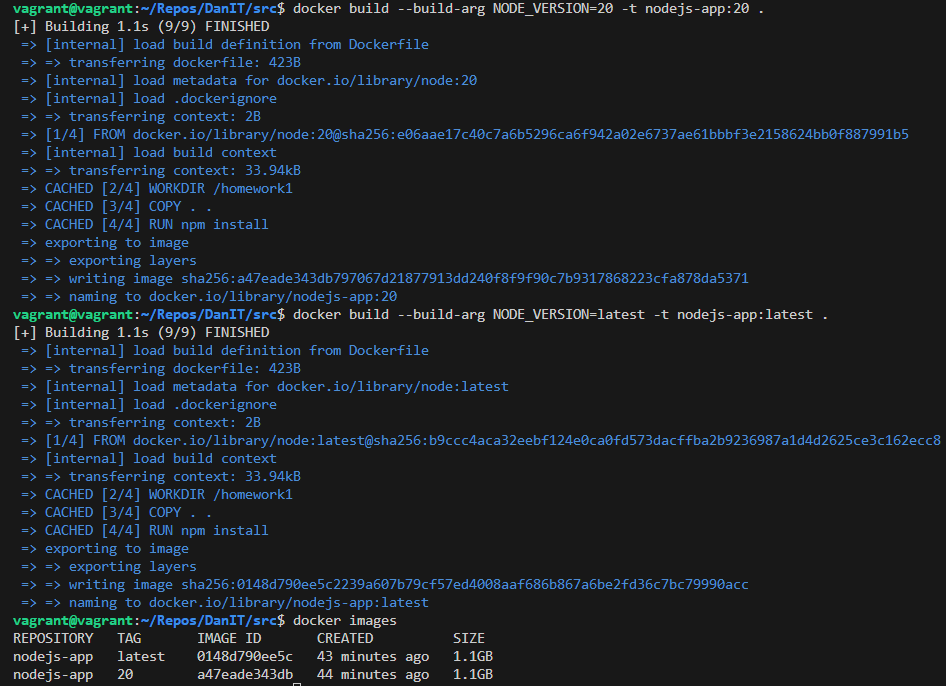 vagrant@vagrant:~/Repos/DanIT/src$ docker build --build-arg NODE_VERSION=20 -t nodejs-app:20 .
[+] Building 1.1s (9/9) FINISHED
=> [internal] load build definition from Dockerfile
=> => transferring dockerfile: 423B
=> [internal] load metadata for docker.io/library/node:20
=> [internal] load .dockerignore
=> => transferring context: 2B
=> [1/4] FROM docker.io/library/node:20@sha256:e06aae17c40c7a6b5296ca6f942a02e6737ae61bbbf3e2158624bb0f887991b5
=> [internal] load build context
=> => transferring context: 33.94kB
=> CACHED [2/4] WORKDIR /homework1
=> CACHED [3/4] COPY . .
=> CACHED [4/4] RUN npm install
=> exporting to image
=> => exporting layers
=> => writing image sha256:a47eade343db797067d21877913dd240f8f9f90c7b9317868223cfa878da5371
=> => naming to docker.io/library/nodejs-app:20
vagrant@vagrant:~/Repos/DanIT/src$ docker build --build-arg NODE_VERSION=latest -t nodejs-app:latest .
[+] Building 1.1s (9/9) FINISHED
=> [internal] load build definition from Dockerfile
=> => transferring dockerfile: 423B
=> [internal] load metadata for docker.io/library/node:latest
=> [internal] load .dockerignore
=> => transferring context: 2B
=> [1/4] FROM docker.io/library/node:latest@sha256:b9ccc4aca32eebf124e0ca0fd573dacffba2b9236987a1d4d2625ce3c162ecc8
=> [internal] load build context
=> => transferring context: 33.94kB
=> CACHED [2/4] WORKDIR /homework1
=> CACHED [3/4] COPY . .
=> CACHED [4/4] RUN npm install
=> exporting to image
=> => exporting layers
=> => writing image sha256:0148d790ee5c2239a607b79cf57ed4008aaf686b867a6be2fd36c7bc79990acc
=> => naming to docker.io/library/nodejs-app:latest
vagrant@vagrant:~/Repos/DanIT/src$ docker images
REPOSITORY TAG IMAGE ID CREATED SIZE
nodejs-app latest 0148d790ee5c 43 minutes ago 1.1GB
nodejs-app 20 a47eade343db 44 minutes ago 1.1GB